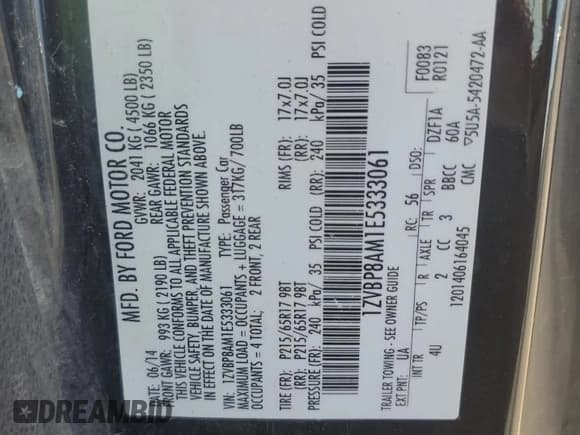 MFD. BY FORD MOTOR CO.
DATE: 06/14 GVWR: 2041 KG ( 4500 LB)
FRONT GAWR: 993 KG ( 2190 LB) REAR GAWR: 1066 KG ( 2350 LB)
THIS VEHICLE CONFORMS TO ALL APPLICABLE FEDERAL MOTOR
VEHICLE SAFETY, BUMPER, AND THEFT PREVENTION STANDARDS
IN EFFECT ON THE DATE OF MANUFACTURE SHOWN ABOVE.
VIN: 1ZVBP8AM1E5333061 TYPE: Passenger Car
MAXIMUM LOAD = OCCUPANTS + LUGGAGE = 317KG/ 700LB
OCCUPANTS = 4 TOTAL; 2 FRONT, 2 REAR
TIRE (FR): P215/65R17 98T RIMS (FR): 17x7.0J
(RR): P215/65R17 98T (RR): 17x7.0J
PRESSURE (FR): 240 kPa/ 35 PSI COLD (RR): 240 kPa/ 35 PSI COLD
1ZVBP8AM1E5333061
TRAILER TOWING - SEE OWNER GUIDE
EXT PNT: UA RC: 56 DSO: F0083
R0121
INT TR TP/PS R AXLE TR SPR DZF1A
4U 2 CC 3 BBCC 60A
1201406164045 CMC ▽5U5A-5420472-AA
DREAMBID